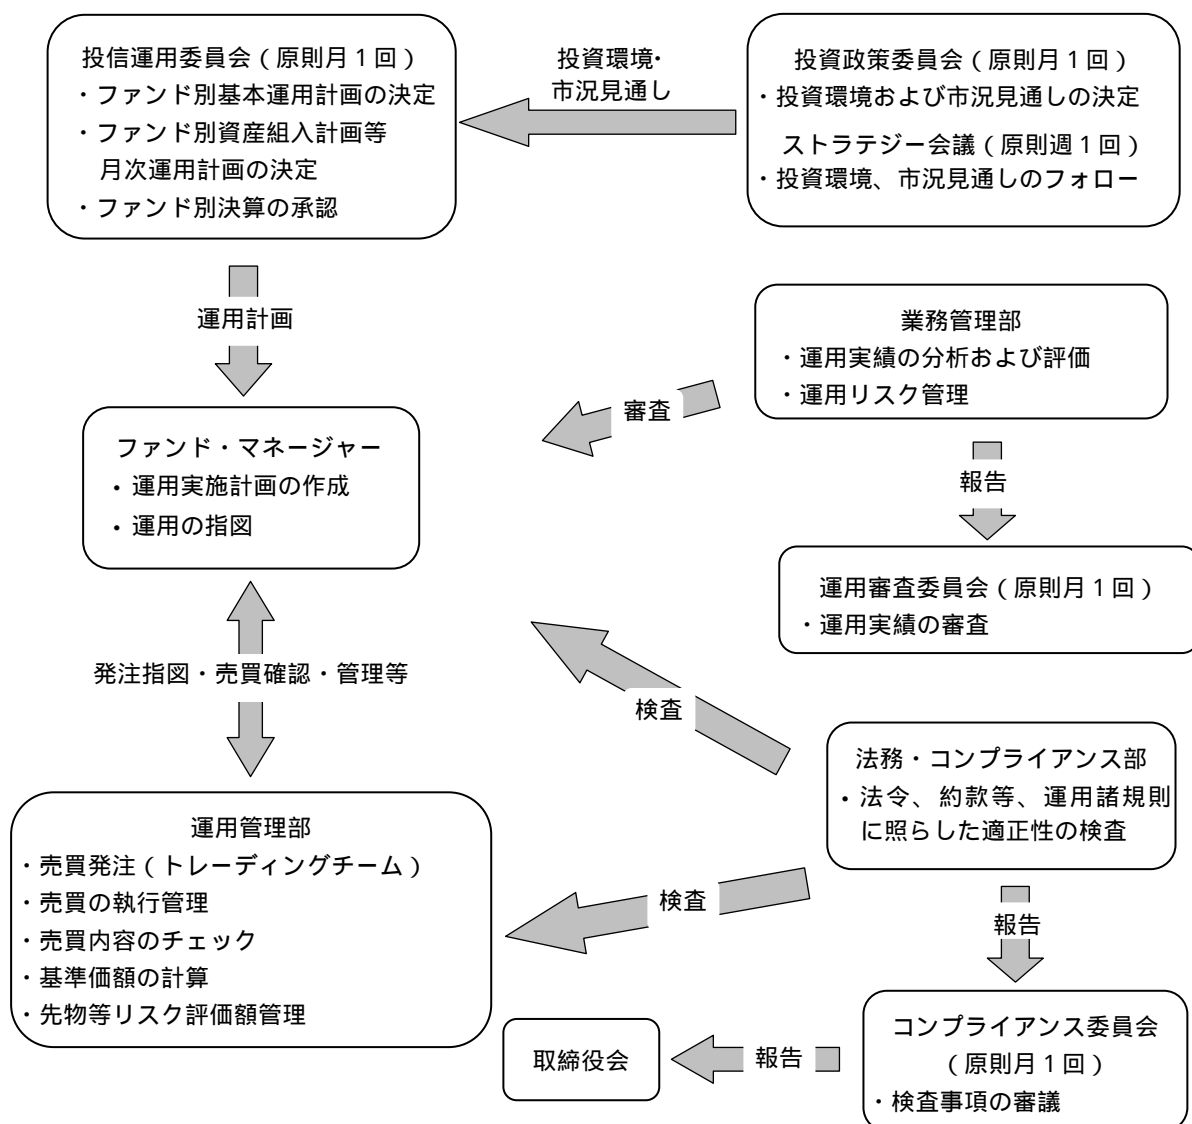 投信運用委員会(原則月1回)
・ファンド別基本運用計画の決定
・ファンド別資産組入計画等
月次運用計画の決定
・ファンド別決算の承認
投資環境・
市況見通し
投資政策委員会(原則月1回)
・投資環境および市況見通しの決定
ストラテジー会議(原則週1回)
・投資環境、市況見通しのフォロー
運用計画
業務管理部
・運用実績の分析および評価
・運用リスク管理
審査
ファンド・マネージャー
・運用実施計画の作成
・運用の指図
報告
運用審査委員会(原則月1回)
・運用実績の審査
発注指図・売買確認・管理等
検査
法務・コンプライアンス部
・法令、約款等、運用諸規則
に照らした適正性の検査
運用管理部
・売買発注(トレーディングチーム)
・売買の執行管理
・売買内容のチェック
・基準価額の計算
・先物等リスク評価額管理
検査
報告
コンプライアンス委員会
(原則月1回)
・検査事項の審議
報告
取締役会